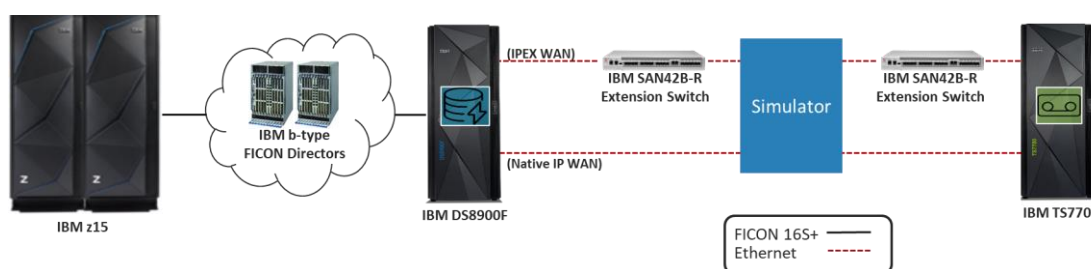 (IPEX WAN)
IBM SAN42B-R
Extension Switch
Simulator
IBM SAN42B-R
Extension Switch
IBM b-type
FICON Directors
(Native IP WAN)
Z
Z
IBM z15
IBM DS8900F
IBM TS770
FICON 16S+
Ethernet